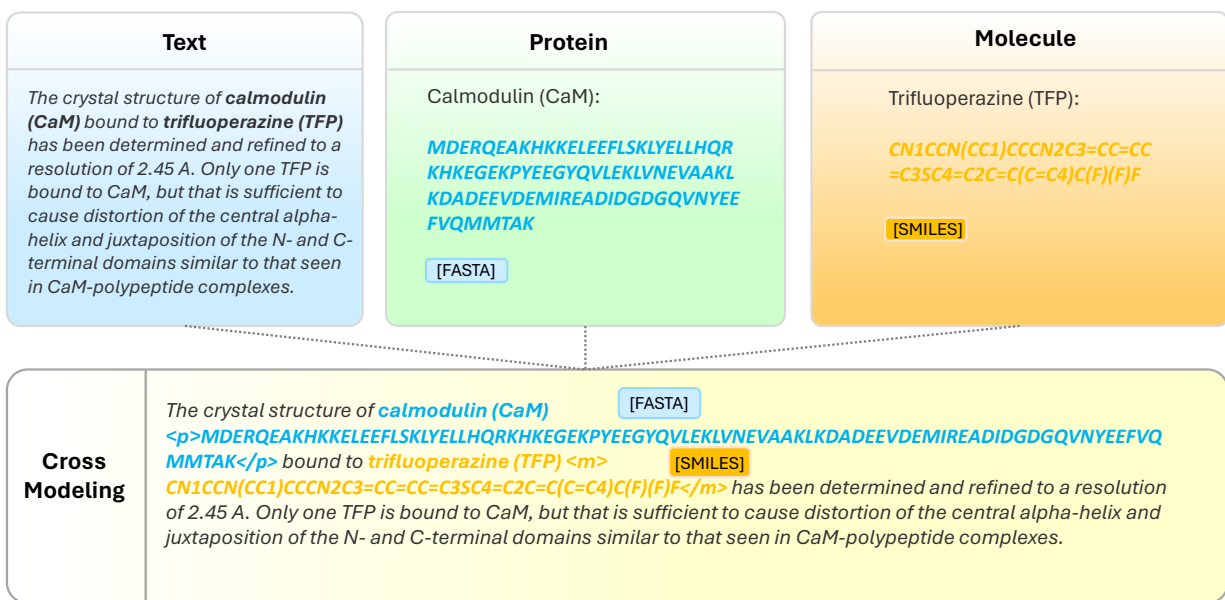 Text
The crystal structure of calmodulin
(CaM) bound to trifluoperazine (TFP)
has been determined and refined to a
resolution of 2.45 A. Only one TFP is
bound to CaM, but that is sufficient to
cause distortion of the central alpha-
helix and juxtaposition of the N- and C-
terminal domains similar to that seen
in CaM-polypeptide complexes.
Protein
Calmodulin (CaM):
MDERQEAKHKKELEEFLSKLYELLHQR
KHKEGEKPYEEGYQVLEKLVNEVAAKL
KDADEEVDEMIREADIDGDGQVNYEE
FVQMMTAK
[FASTA]
Molecule
Trifluoperazine (TFP):
CN1CCN(CC1)CCCN2C3=CC=CC
=C3SC4=C2C=C(C=C4)C(F)(F)F
[SMILES]
Cross
Modeling
The crystal structure of calmodulin (CaM) [FASTA]
<p>MDERQEAKHKKELEEFLSKLYELLHQRKHKEGEKPYEEGYQVLEKLVNEVAAKLKDADEEVDEMIREADIDGDGQVNYEEFVQ
MMTAK</p> bound to trifluoperazine (TFP) <m> [SMILES]
CN1CCN(CC1)CCCN2C3=CC=CC=C3SC4=C2C=C(C=C4)C(F)(F)F</m> has been determined and refined to a resolution
of 2.45 A. Only one TFP is bound to CaM, but that is sufficient to cause distortion of the central alpha-helix and
juxtaposition of the N- and C-terminal domains similar to that seen in CaM-polypeptide complexes.